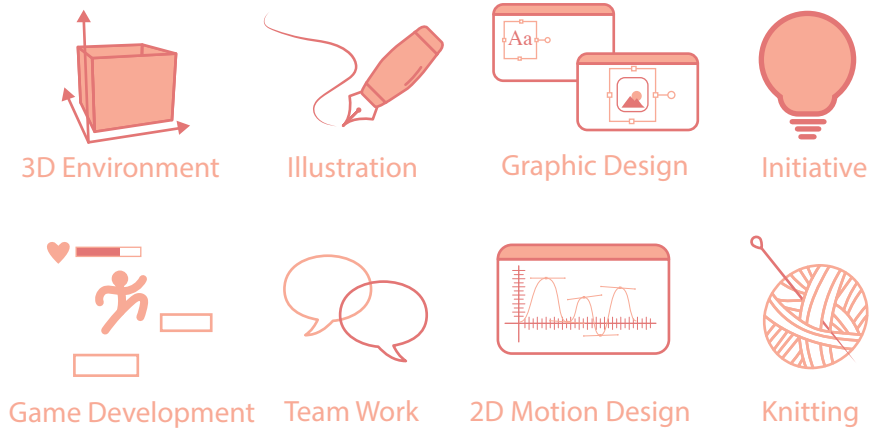 Aa
3D Environment
Illustration
Graphic Design
Initiative
Game Development
Team Work
2D Motion Design
Knitting